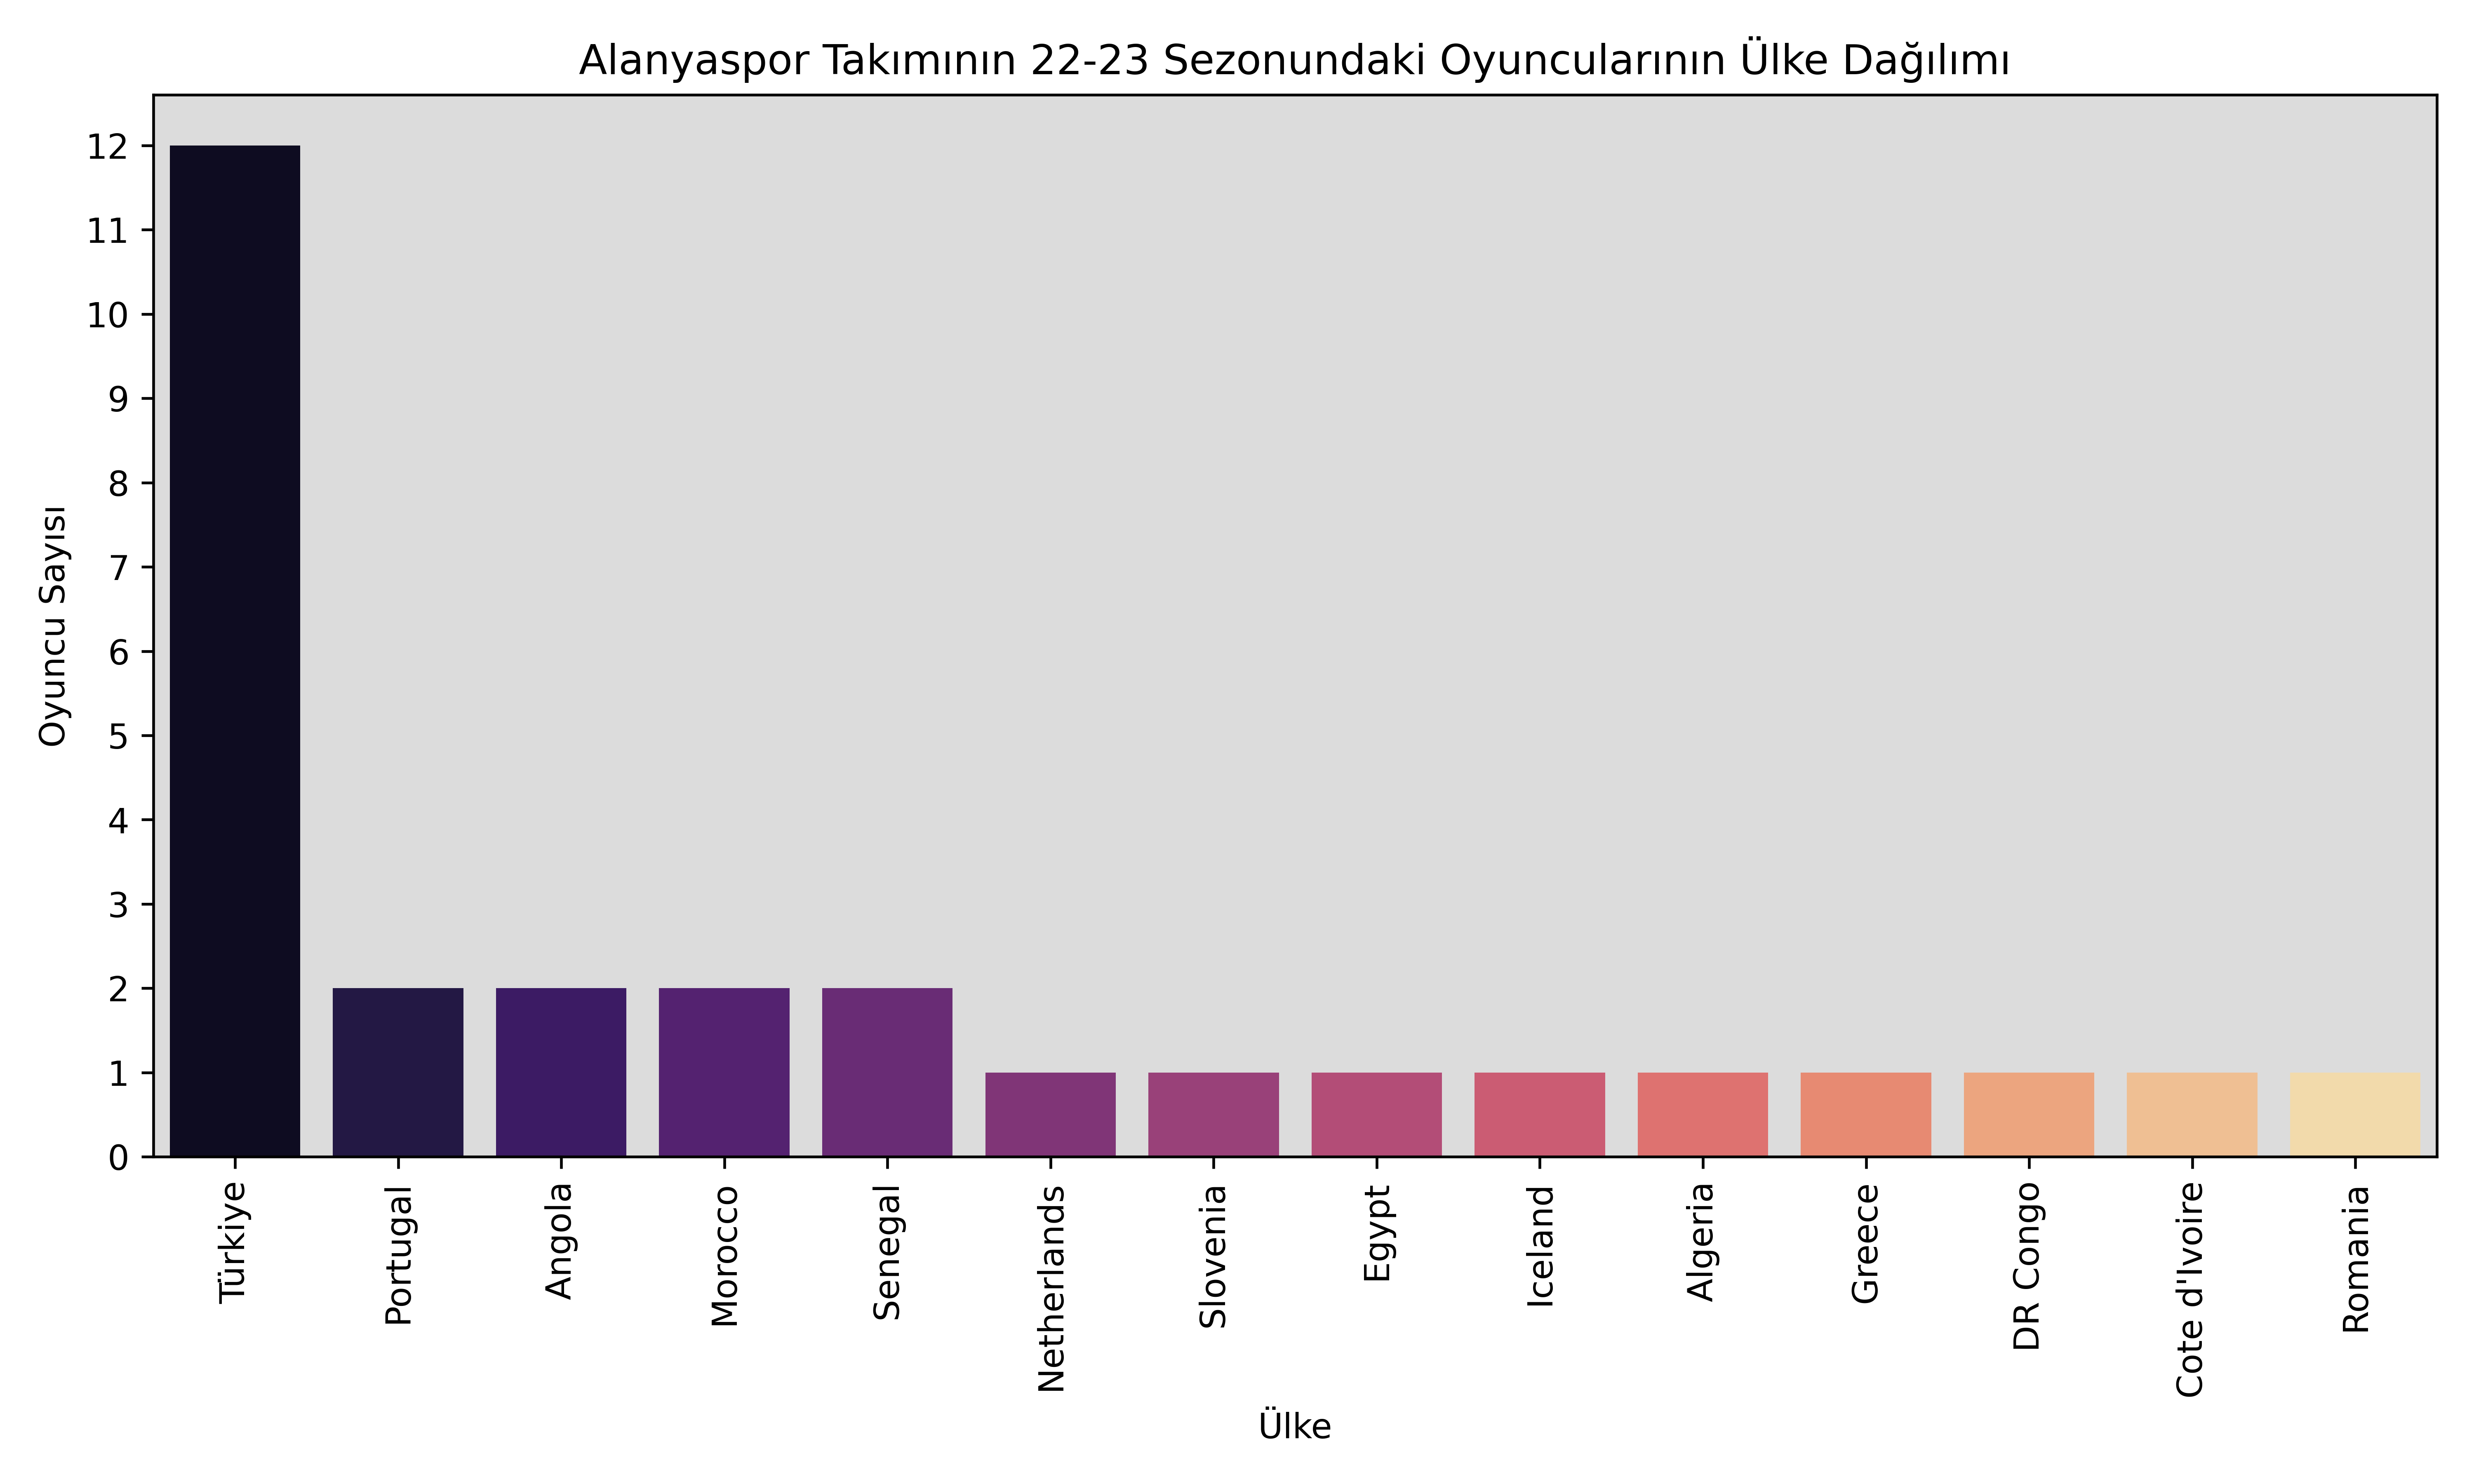 Alanyaspor Takımının 22-23 Sezonundaki Oyuncularının Ülke Dağılımı
Oyuncu Sayısı
12
11
10
9
8
7
6
5
4
3
2
1
0
Türkiye
Portugal
Angola
Morocco
Senegal
Netherlands
Slovenia
Egypt
Iceland
Algeria
Greece
DR Congo
Cote d'Ivoire
Romania
Ülke